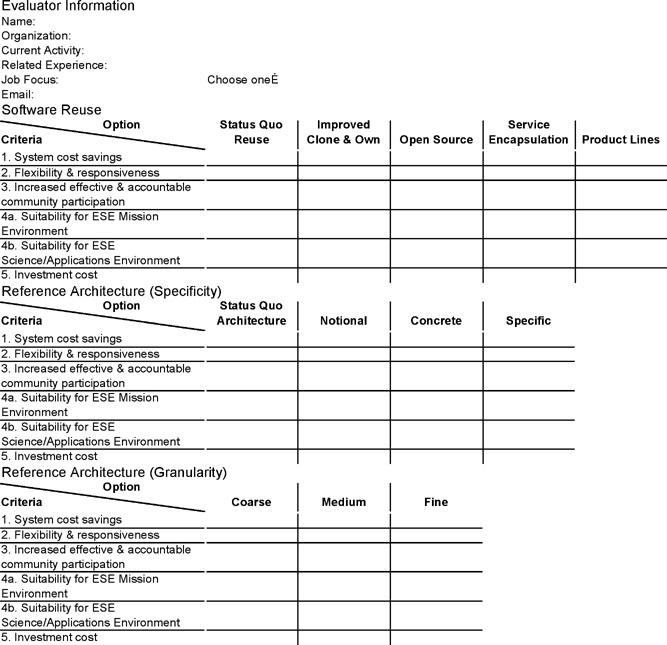 Evaluator Information
Name:
Organization:
Current Activity:
Related Experience:
Job Focus: Choose oneÉ
Email:
Software Reuse
Option
Criteria
Status Quo
Reuse
Improved
Clone & Own
Open Source
Service
Encapsulation
Product Lines
1. System cost savings
2. Flexibility & responsiveness
3. Increased effective & accountable
community participation
4a. Suitability for ESE Mission
Environment
4b. Suitability for ESE
Science/Applications Environment
5. Investment cost
Reference Architecture (Specificity)
Option
Criteria
Status Quo
Architecture
Notional
Concrete
Specific
1. System cost savings
2. Flexibility & responsiveness
3. Increased effective & accountable
community participation
4a. Suitability for ESE Mission
Environment
4b. Suitability for ESE
Science/Applications Environment
5. Investment cost
Reference Architecture (Granularity)
Option
Criteria
Coarse
Medium
Fine
1. System cost savings
2. Flexibility & responsiveness
3. Increased effective & accountable
community participation
4a. Suitability for ESE Mission
Environment
4b. Suitability for ESE
Science/Applications Environment
5. Investment cost